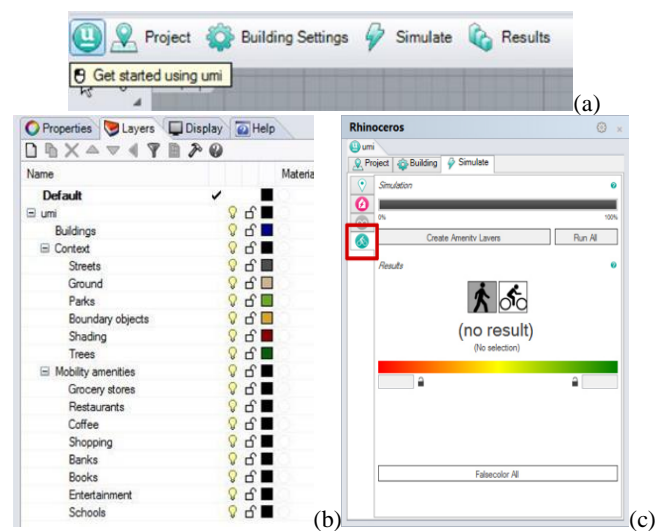 Project Building Settings Simulate Results
Get started using umi
(a)
Properties Layers Display Help
Name Materia
Default
umi
Buildings
Context
Streets
Ground
Parks
Boundary objects
Shading
Trees
Mobility amenities
Grocery stores
Restaurants
Coffee
Shopping
Banks
Books
Entertainment
Schools
(b)
Rhinoceros
umi
Project Building Simulate
Simulation
0% 100%
Create Amenity Layers Run All
Results
(no result)
(No selection)
Falsecolor All
(c)